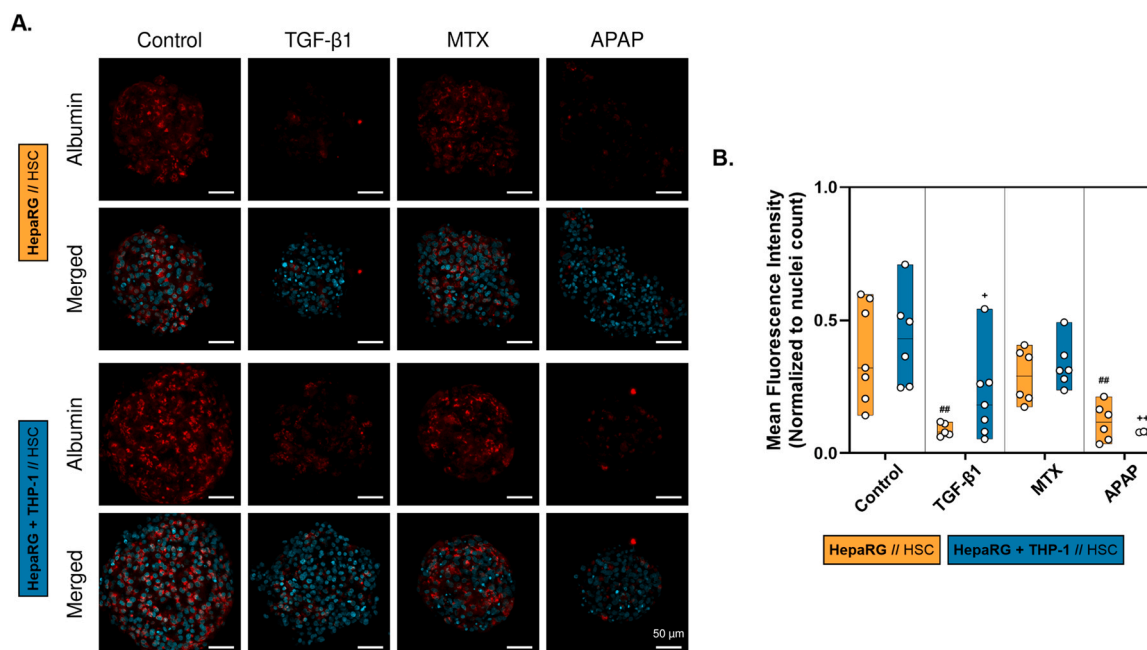 A.
Control TGF-β1 MTX APAP
HepaRG // HSC
Albumin
Merged
HepaRG + THP-1 // HSC
Albumin
Merged
50 µm
B.
Mean Fluorescence Intensity
(Normalized to nuclei count)
1.0
0.5
0.0
##
+
##
++
Control
TGF-β1
MTX
APAP
HepaRG // HSC HepaRG + THP-1 // HSC